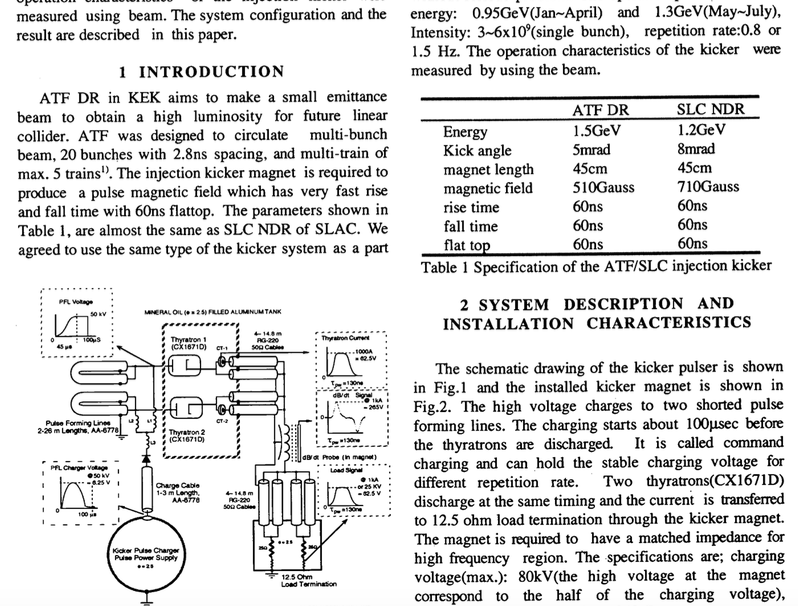 measured using beam. The system configuration and the
result are described in this paper.
1 INTRODUCTION
ATF DR in KEK aims to make a small emittance
beam to obtain a high luminosity for future linear
collider. ATF was designed to circulate multi-bunch
beam, 20 bunches with 2.8ns spacing, and multi-train of
max. 5 trains¹⁾. The injection kicker magnet is required to
produce a pulse magnetic field which has very fast rise
and fall time with 60ns flattop. The parameters shown in
Table 1, are almost the same as SLC NDR of SLAC. We
agreed to use the same type of the kicker system as a part
PFL Voltage
50 kV
0
100µS
45 µs
MINERAL OIL (e = 2.5) FILLED ALUMINUM TANK
Thyratron 1
(CX1671D)
CT-1
4– 14.8 m
RG-220
50Ω Cables
Thyratron Current
1000A
= 62.5V
0
=130ns
dB/dt Signal
@ 1kA
265V
=130ns
Pulse Forming Lines
2-26 m Lengths, AA-6778
L2
L1
L3
Thyratron 2
(CX1671D)
CT-2
dB/dt Probe (in magnet)
Load Signal
@ 1kA
or 25 KV
= 62.5 V
0
=130ns
PFL Charger Voltage
@50 kV
6.25 V
0
100 µs
Charge Cable
1-3 m Length,
AA-6778
4– 14.8 m
RG-220
50Ω Cables
Kicker Pulse Charger
Pulse Power Supply
25Ω
25Ω
12.5 Ohm
Load Termination
energy: 0.95GeV(Jan~April) and 1.3GeV(May~July),
Intensity: 3~6x10⁹(single bunch), repetition rate:0.8 or
1.5 Hz. The operation characteristics of the kicker were
measured by using the beam.
ATF DR SLC NDR
Energy 1.5GeV 1.2GeV
Kick angle 5mrad 8mrad
magnet length 45cm 45cm
magnetic field 510Gauss 710Gauss
rise time 60ns 60ns
fall time 60ns 60ns
flat top 60ns 60ns
Table 1 Specification of the ATF/SLC injection kicker
2 SYSTEM DESCRIPTION AND
INSTALLATION CHARACTERISTICS
The schematic drawing of the kicker pulser is shown
in Fig.1 and the installed kicker magnet is shown in
Fig.2. The high voltage charges to two shorted pulse
forming lines. The charging starts about 100µsec before
the thyratrons are discharged. It is called command
charging and can hold the stable charging voltage for
different repetition rate. Two thyratrons(CX1671D)
discharge at the same timing and the current is transferred
to 12.5 ohm load termination through the kicker magnet.
The magnet is required to have a matched impedance for
high frequency region. The specifications are; charging
voltage(max.): 80kV(the high voltage at the magnet
correspond to the half of the charging voltage),